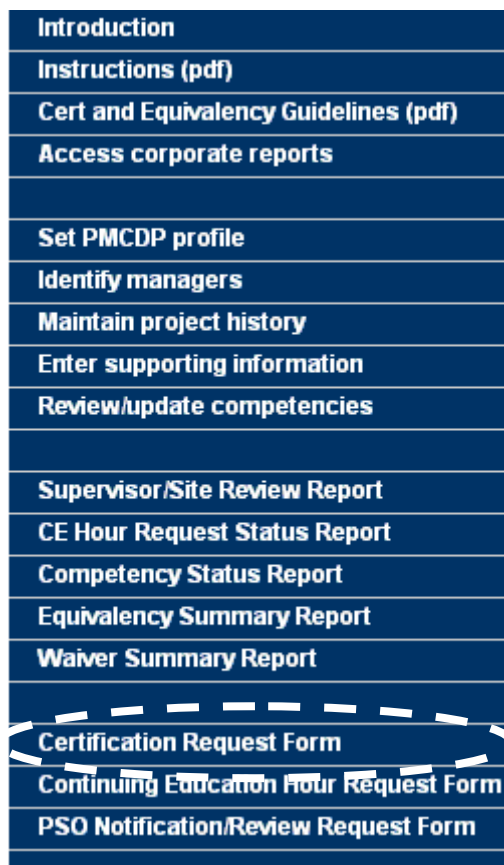 Introduction
Instructions (pdf)
Cert and Equivalency Guidelines (pdf)
Access corporate reports
Set PMCDP profile
Identify managers
Maintain project history
Enter supporting information
Review/update competencies
Supervisor/Site Review Report
CE Hour Request Status Report
Competency Status Report
Equivalency Summary Report
Waiver Summary Report
Certification Request Form
Continuing Education Hour Request Form
PSO Notification/Review Request Form